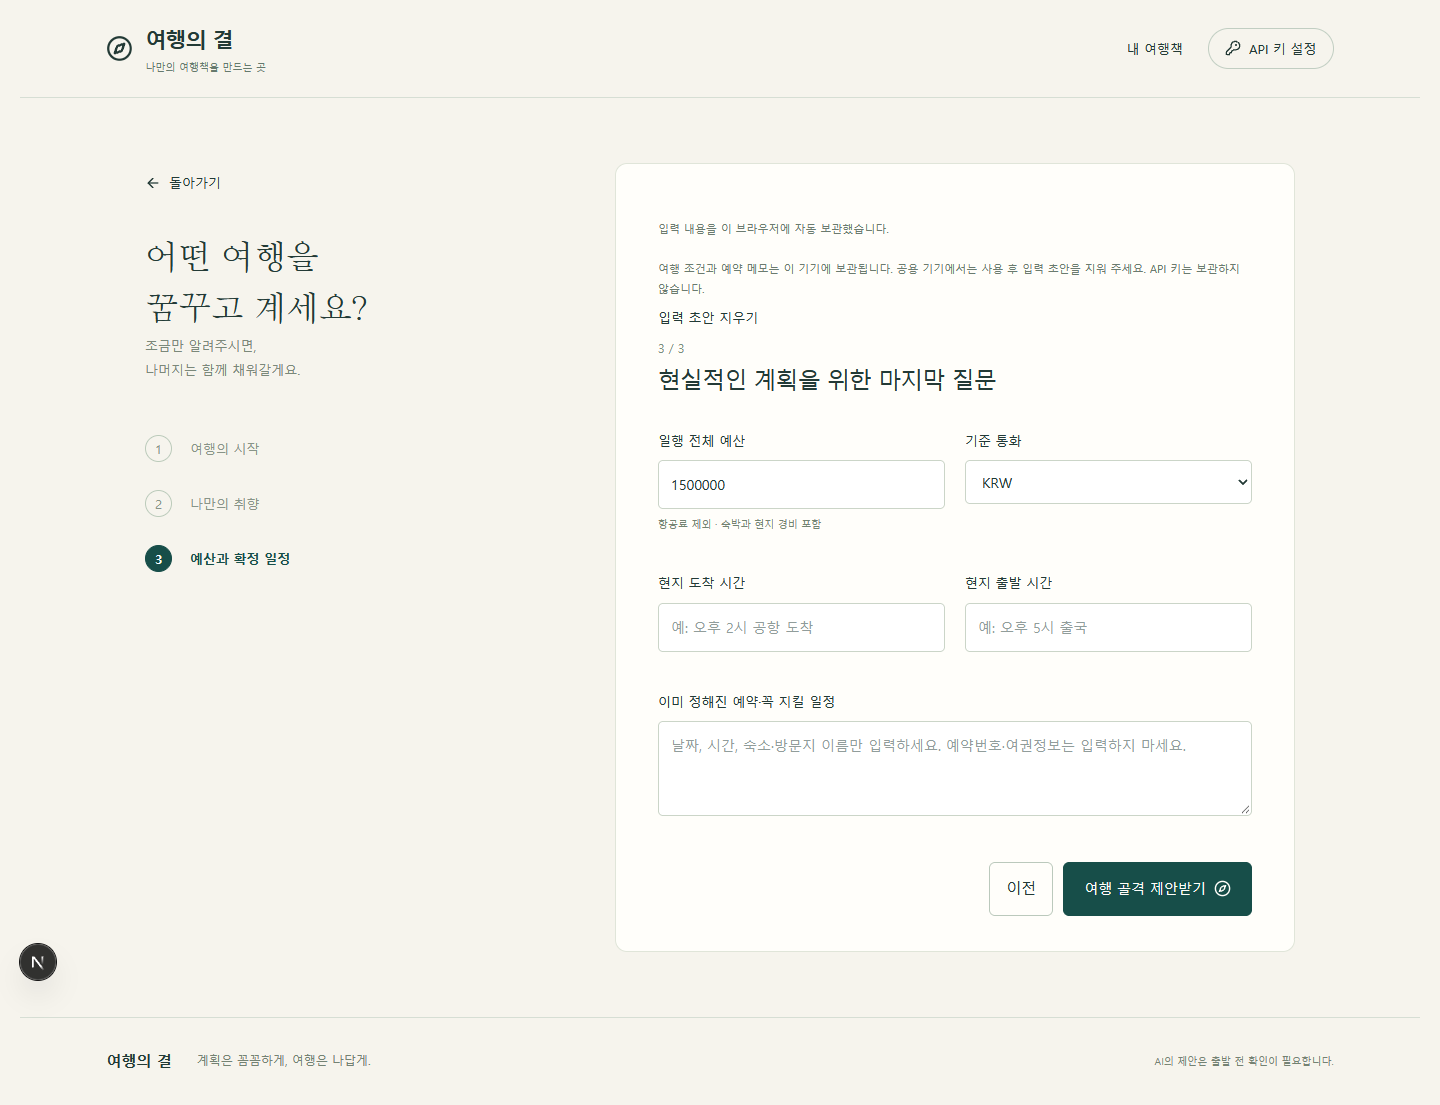 여행의 결
나만의 여행책을 만드는 곳
내 여행책
API 키 설정
돌아가기
어떤 여행을
꿈꾸고 계세요?
조금만 알려주시면,
나머지는 함께 채워갈게요.
1 여행의 시작
2 나만의 취향
3 예산과 확정 일정
입력 내용을 이 브라우저에 자동 보관했습니다.
여행 조건과 예약 메모는 이 기기에 보관됩니다. 공용 기기에서는 사용 후 입력 초안을 지워 주세요. API 키는 보관하지
않습니다.
입력 초안 지우기
3 / 3
현실적인 계획을 위한 마지막 질문
일행 전체 예산
기준 통화
1500000
KRW
항공료 제외 · 숙박과 현지 경비 포함
현지 도착 시간
현지 출발 시간
예: 오후 2시 공항 도착
예: 오후 5시 출국
이미 정해진 예약·꼭 지킬 일정
날짜, 시간, 숙소·방문지 이름만 입력하세요. 예약번호·여권정보는 입력하지 마세요.
이전
여행 골격 제안받기
N
여행의 결
계획은 꼼꼼하게, 여행은 나답게.
AI의 제안은 출발 전 확인이 필요합니다.